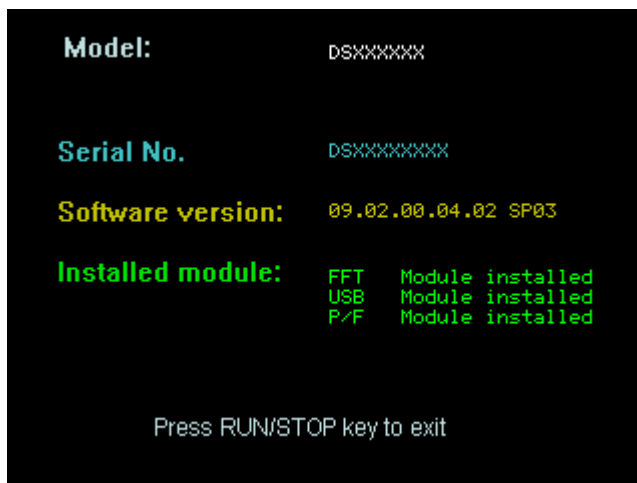 Model: DSXXXXXX
Serial No. DSXXXXXXXX
Software version: 09.02.00.04.02 SP03
Installed module: FFT Module installed
USB Module installed
P/F Module installed
Press RUN/STOP key to exit